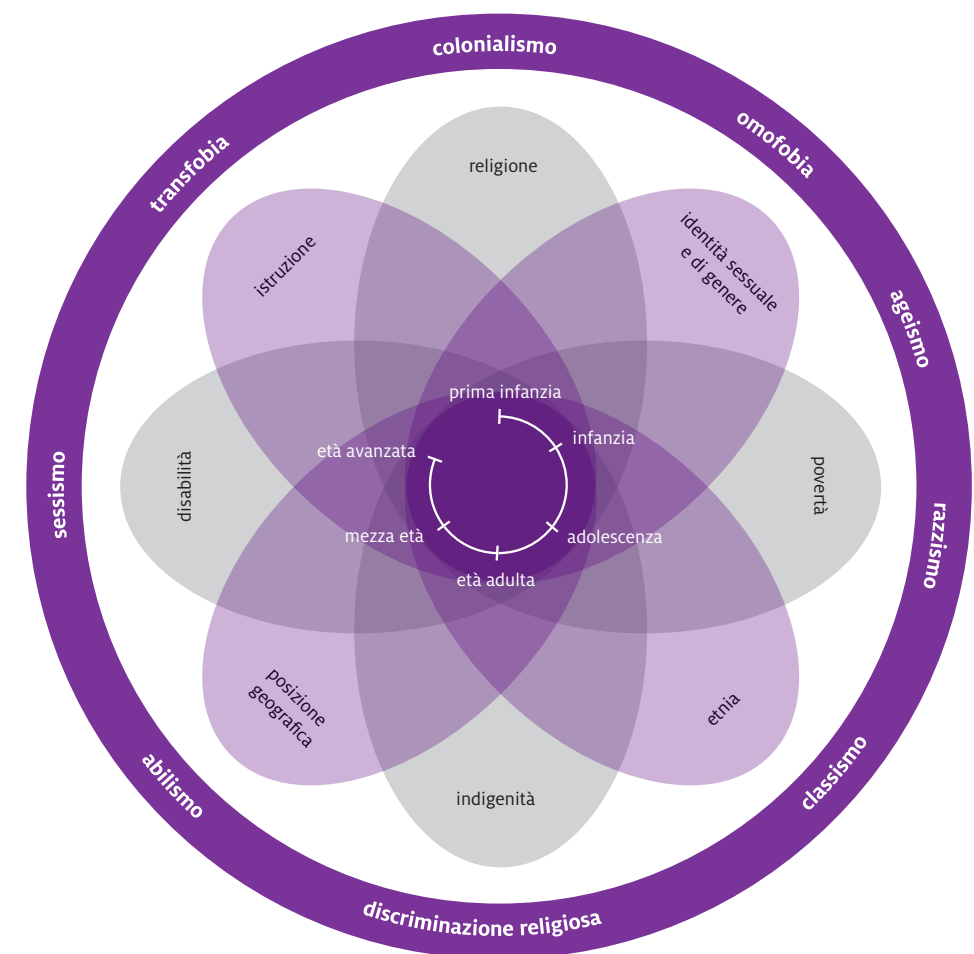 colonialismo
omofobia
ageismo
razzismo
classismo
discriminazione religiosa
abilismo
sessismo
transfobia
religione
identità sessuale
e di genere
povertà
etnia
indigenità
posizione
geografica
disabilità
istruzione
prima infanzia
infanzia
adolescenza
età adulta
mezza età
età avanzata